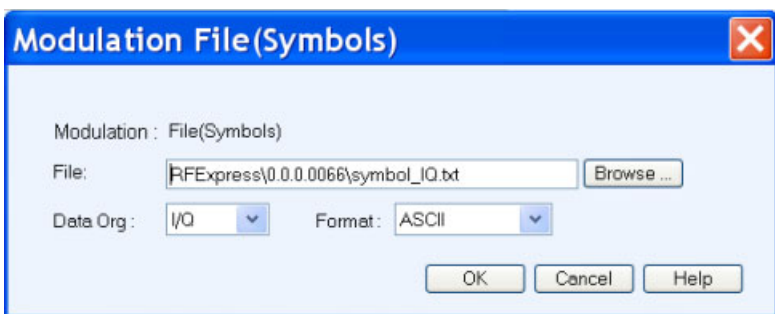 Modulation File(Symbols)
Modulation : File(Symbols)
File: RFExpress\0.0.0.0066\symbol_IQ.txt Browse ...
Data Org : I/Q Format : ASCII
OK Cancel Help